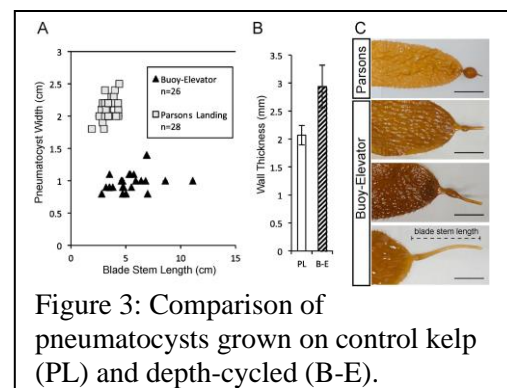 A
B
C
Pneumatocyst Width (cm)
3
2.5
2
1.5
1
0.5
0
0
5
10
15
Blade Stem Length (cm)
Buoy-Elevator
n=26
Parsons Landing
n=28
Wall Thickness (mm)
3.5
3
2.5
2
1.5
1
0.5
0
PL
B-E
Parsons
Buoy-Elevator
blade stem length
Figure 3: Comparison of
pneumatocysts grown on control kelp
(PL) and depth-cycled (B-E).